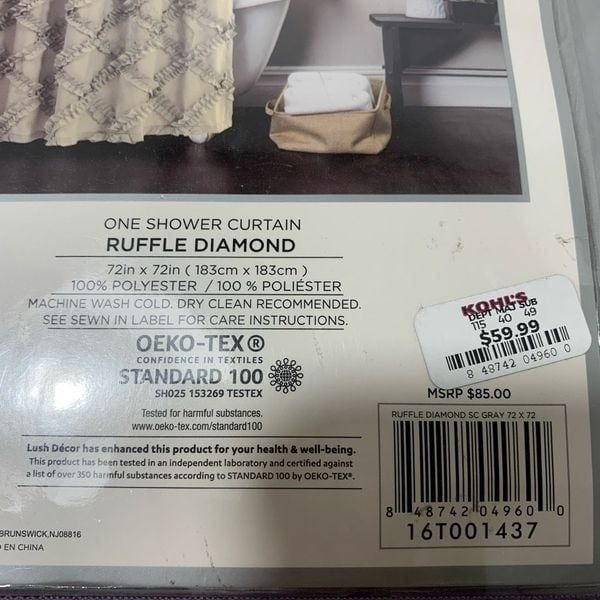 ONE SHOWER CURTAIN
RUFFLE DIAMOND
72in x 72in ( 183cm x 183cm )
100% POLYESTER / 100 % POLIÉSTER
MACHINE WASH COLD. DRY CLEAN RECOMMENDED.
SEE SEWN IN LABEL FOR CARE INSTRUCTIONS.
OEKO-TEX®
CONFIDENCE IN TEXTILES
STANDARD 100
SH025 153269 TESTEX
Tested for harmful substances.
www.oeko-tex.com/standard100
Lush Décor has enhanced this product for your health & well-being.
This product has been tested in an independent laboratory and certified against
a list of over 350 harmful substances according to STANDARD 100 by OEKO-TEX®.
BRUNSWICK,NJ08816
EN CHINA
KOHL'S
DEPT MAJ SUB
115 40 49
$59.99
8 48742 04960 0
MSRP $85.00
RUFFLE DIAMOND SC GRAY 72 X 72
8 48742 04960 0
16T001437